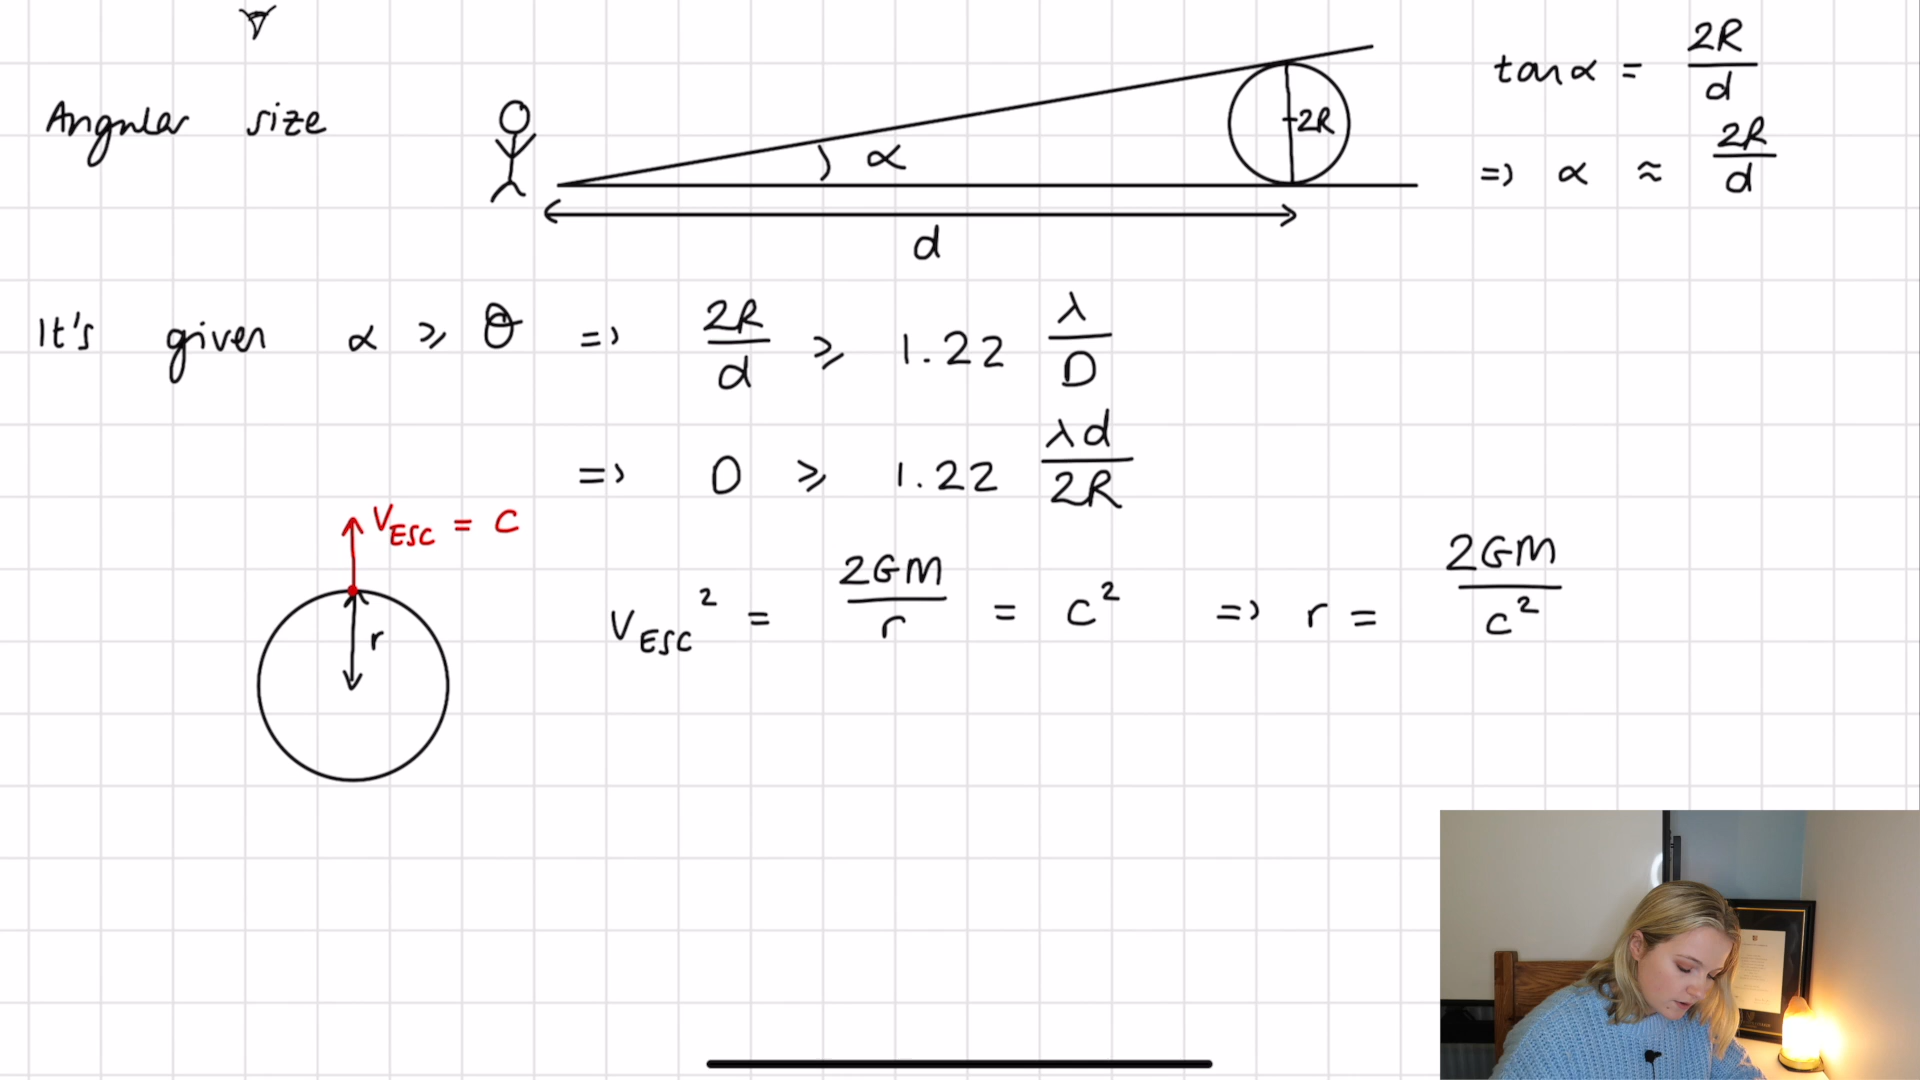 Angular size
α
2R
d
tan α = 2R/d
=> α ≈ 2R/d
It's given α ⩾ θ => 2R/d ⩾ 1.22 λ/D
=> D ⩾ 1.22 λd/2R
V_ESC = c
r
V_ESC² = 2GM/r = c² => r = 2GM/c²